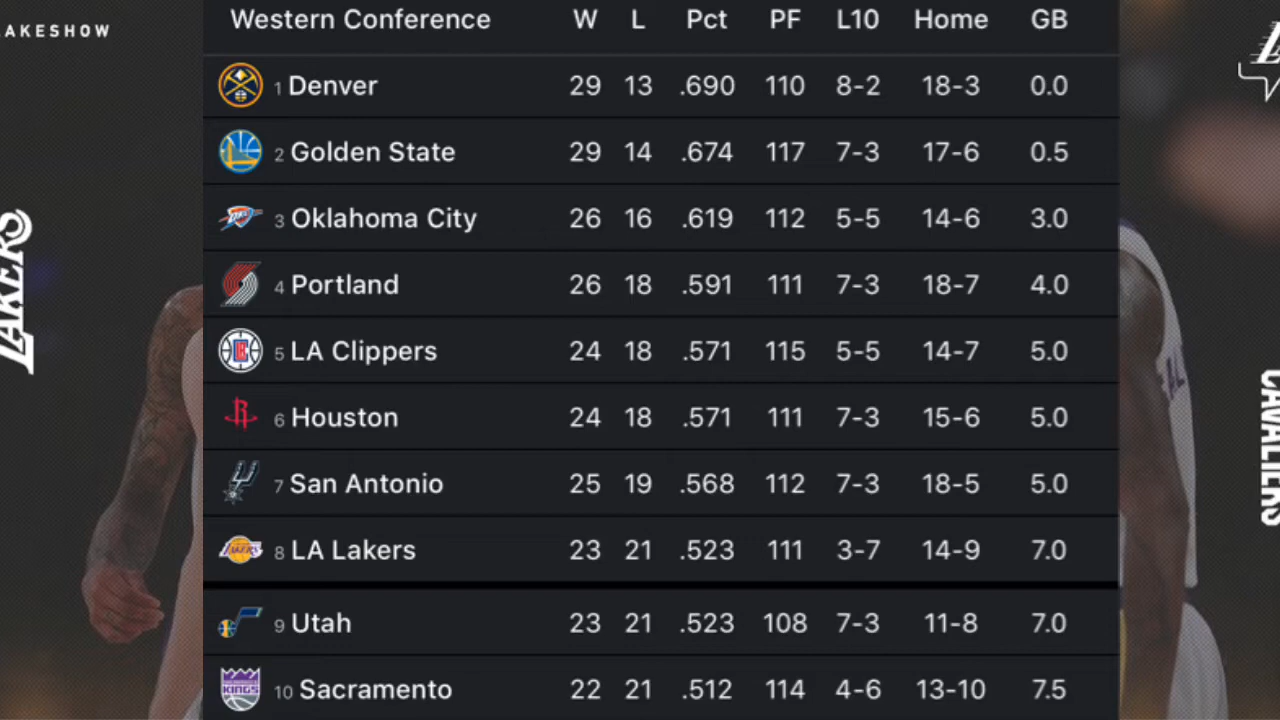 AKESHOW
Western Conference W L Pct PF L10 Home GB
1 Denver 29 13 .690 110 8-2 18-3 0.0
2 Golden State 29 14 .674 117 7-3 17-6 0.5
3 Oklahoma City 26 16 .619 112 5-5 14-6 3.0
4 Portland 26 18 .591 111 7-3 18-7 4.0
5 LA Clippers 24 18 .571 115 5-5 14-7 5.0
6 Houston 24 18 .571 111 7-3 15-6 5.0
7 San Antonio 25 19 .568 112 7-3 18-5 5.0
LAKERS
8 LA Lakers 23 21 .523 111 3-7 14-9 7.0
CAVALIERS
9 Utah 23 21 .523 108 7-3 11-8 7.0
KINGS
10 Sacramento 22 21 .512 114 4-6 13-10 7.5